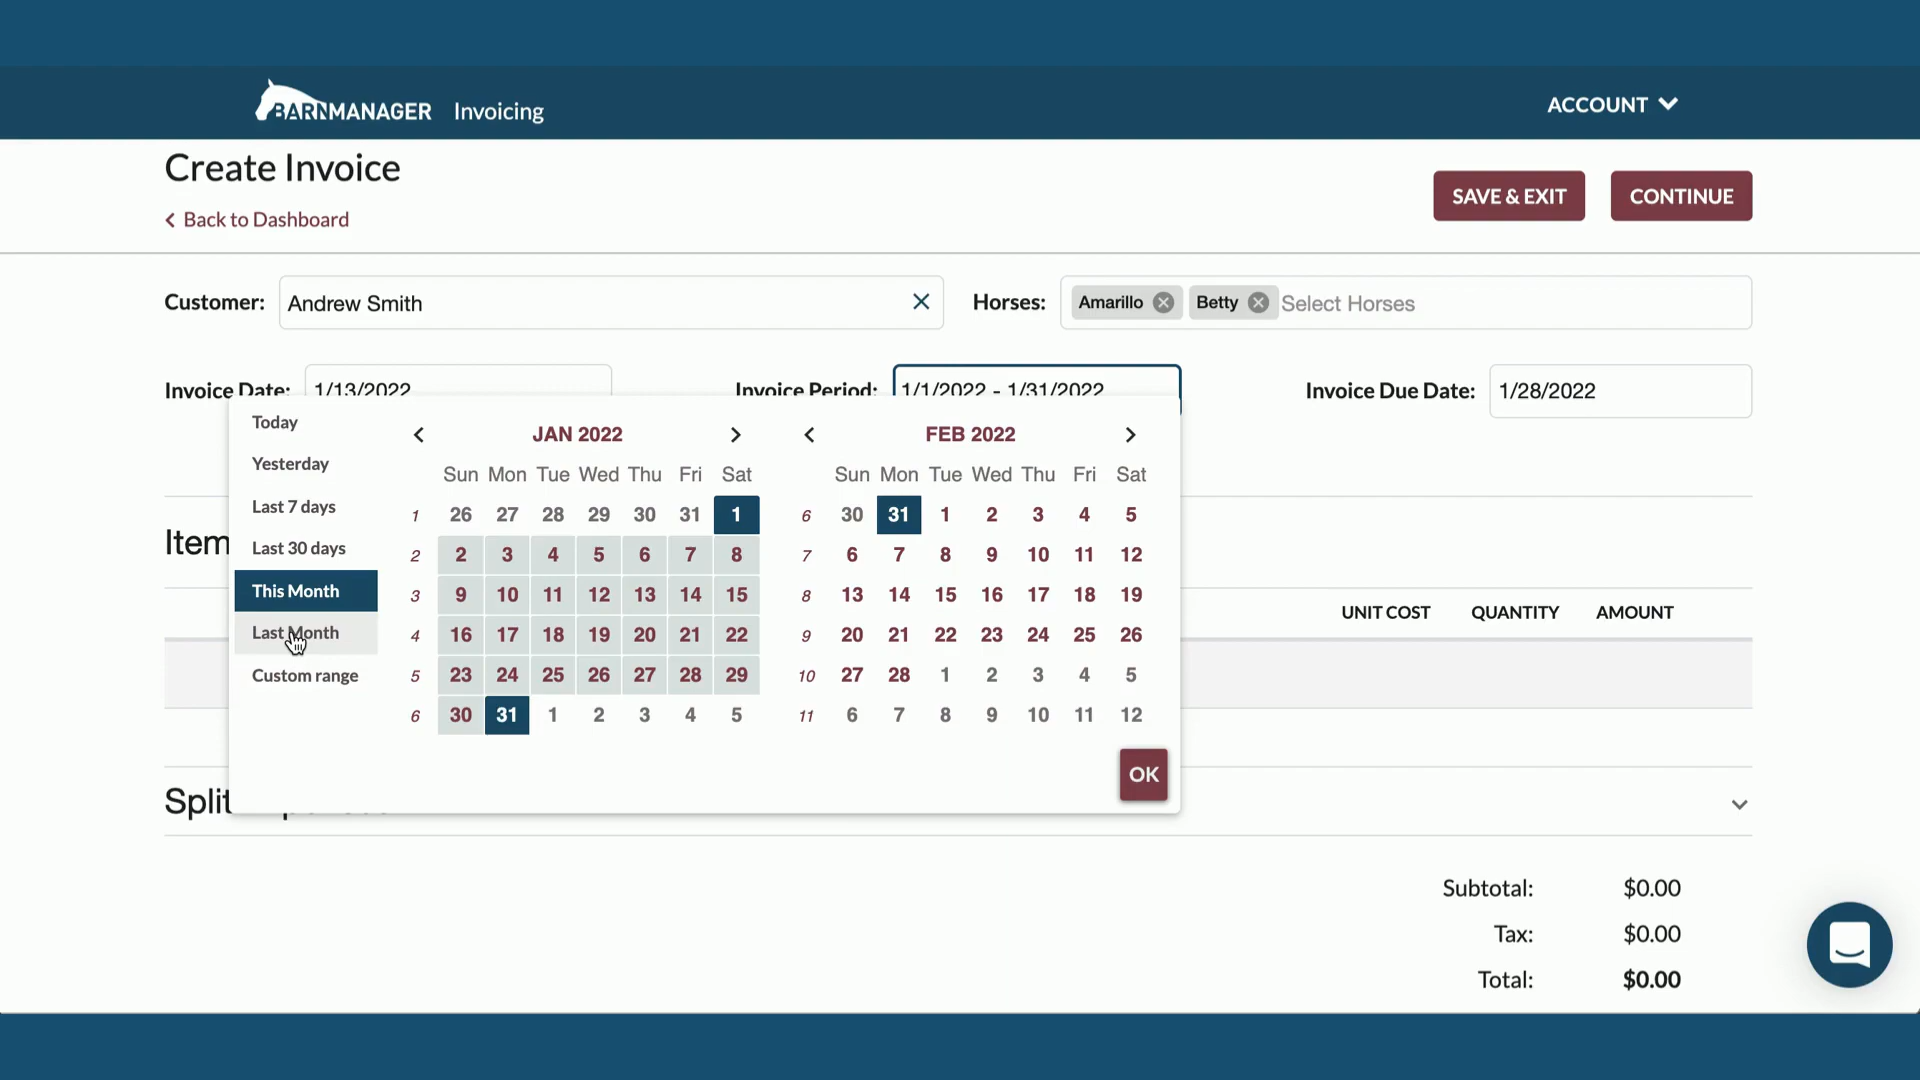 BARNMANAGER Invoicing
ACCOUNT
Create Invoice
Back to Dashboard
SAVE & EXIT
CONTINUE
Customer: Andrew Smith
Horses: Amarillo Betty Select Horses
Invoice Date: 1/13/2022
Invoice Period: 1/1/2022 - 1/31/2022
Invoice Due Date: 1/28/2022
Today
Yesterday
Last 7 days
Last 30 days
This Month
Last Month
Custom range
JAN 2022
Sun Mon Tue Wed Thu Fri Sat
1 26 27 28 29 30 31 1
2 2 3 4 5 6 7 8
3 9 10 11 12 13 14 15
4 16 17 18 19 20 21 22
5 23 24 25 26 27 28 29
6 30 31 1 2 3 4 5
FEB 2022
Sun Mon Tue Wed Thu Fri Sat
6 30 31 1 2 3 4 5
7 6 7 8 9 10 11 12
8 13 14 15 16 17 18 19
9 20 21 22 23 24 25 26
10 27 28 1 2 3 4 5
11 6 7 8 9 10 11 12
OK
Item
UNIT COST QUANTITY AMOUNT
Split
Subtotal: $0.00
Tax: $0.00
Total: $0.00